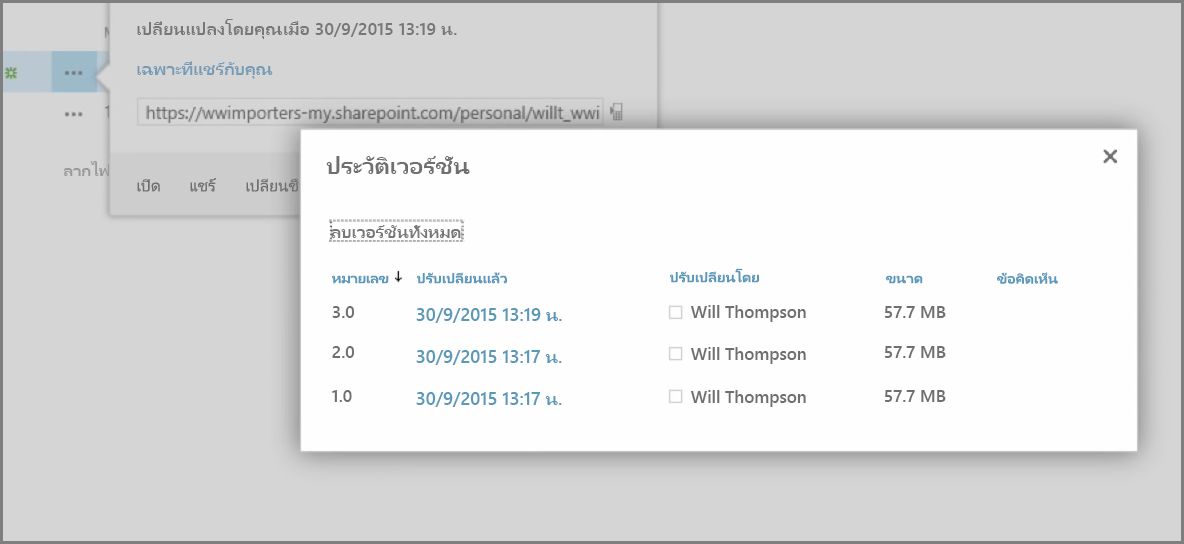 เปลี่ยนแปลงโดยคุณเมื่อ 30/9/2015 13:19 น.
เฉพาะที่แชร์กับคุณ
https://wwimporters-my.sharepoint.com/personal/willt_wwi
ลากไฟ
เปิด แชร์ เปลี่ยนชื
ประวัติเวอร์ชัน
ลบเวอร์ชันทั้งหมด
หมายเลข ปรับเปลี่ยนแล้ว ปรับเปลี่ยนโดย ขนาด ข้อคิดเห็น
3.0 30/9/2015 13:19 น. Will Thompson 57.7 MB
2.0 30/9/2015 13:17 น. Will Thompson 57.7 MB
1.0 30/9/2015 13:17 น. Will Thompson 57.7 MB